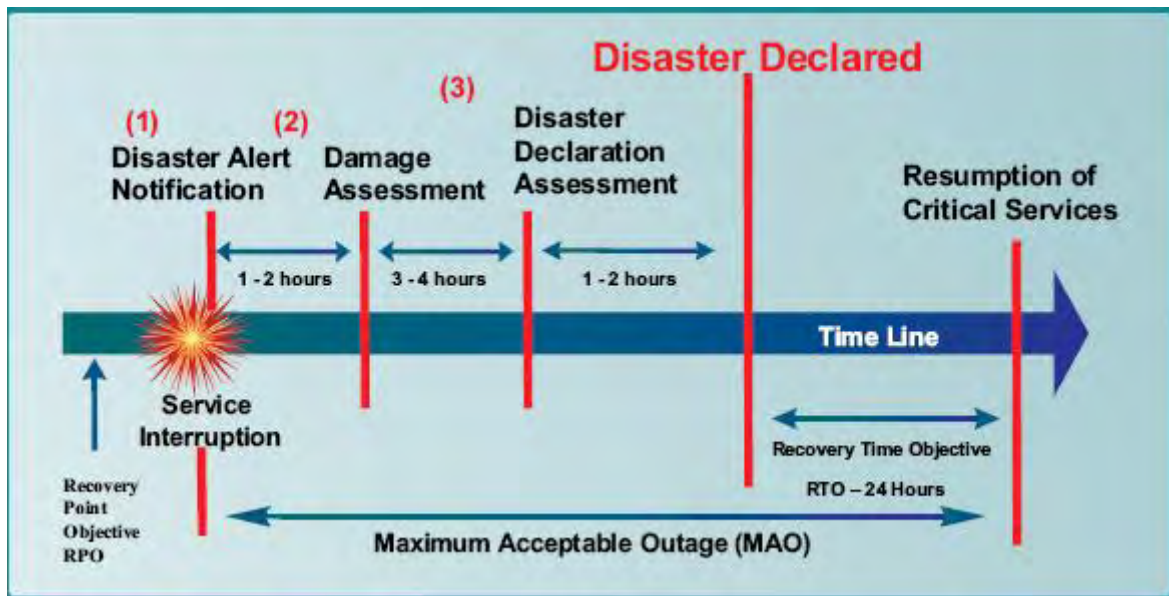 Disaster Declared
(1)
(2)
(3)
Disaster Alert
Notification
Damage
Assessment
Disaster
Declaration
Assessment
Resumption of
Critical Services
1 - 2 hours
3 - 4 hours
1 - 2 hours
Time Line
Service
Interruption
Recovery
Point
Objective
RPO
Recovery Time Objective
RTO – 24 Hours
Maximum Acceptable Outage (MAO)